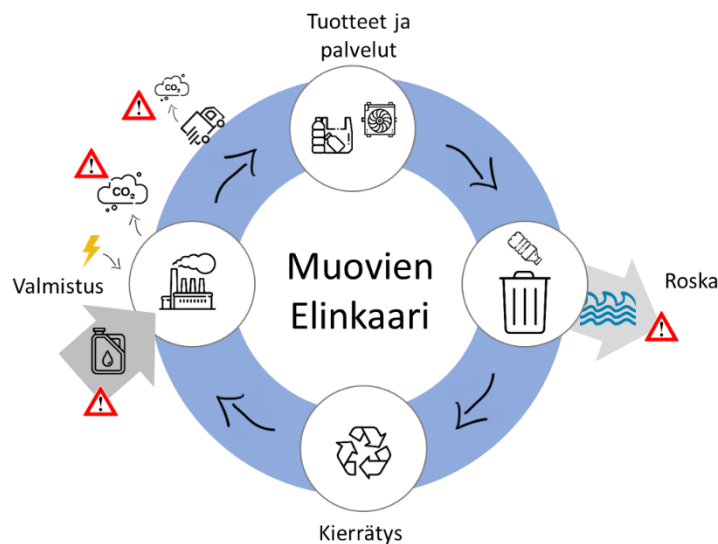 Tuotteet ja
palvelut
CO₂
CO₂
Valmistus
Muovien
Elinkaari
Roska
Kierrätys